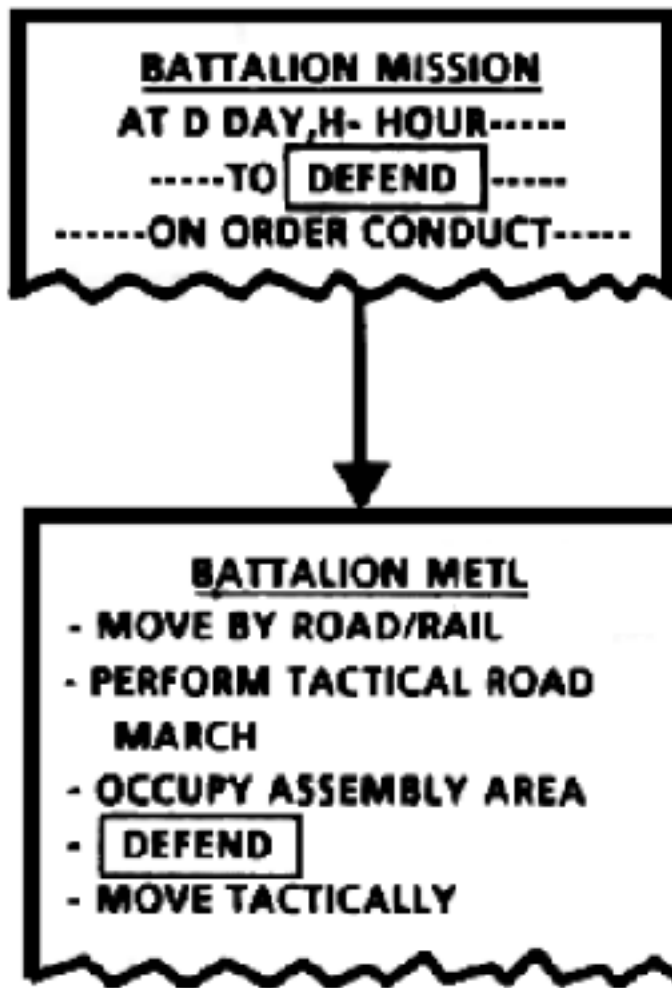 BATTALION MISSION
AT D DAY,H- HOUR-----
-----TO DEFEND -----
------ON ORDER CONDUCT-----
BATTALION METL
- MOVE BY ROAD/RAIL
- PERFORM TACTICAL ROAD
MARCH
- OCCUPY ASSEMBLY AREA
- DEFEND
- MOVE TACTICALLY